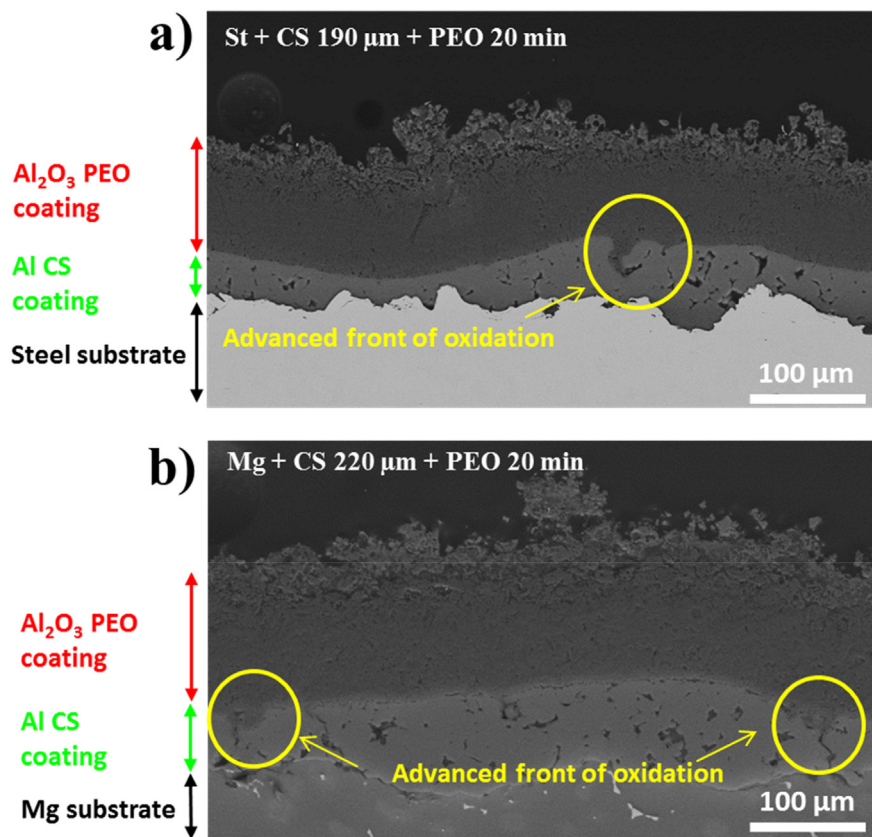 a)
St + CS 190 µm + PEO 20 min
Al₂O₃ PEO
coating
Al CS
coating
Steel substrate
Advanced front of oxidation
100 µm
b)
Mg + CS 220 µm + PEO 20 min
Al₂O₃ PEO
coating
Al CS
coating
Mg substrate
Advanced front of oxidation
100 µm